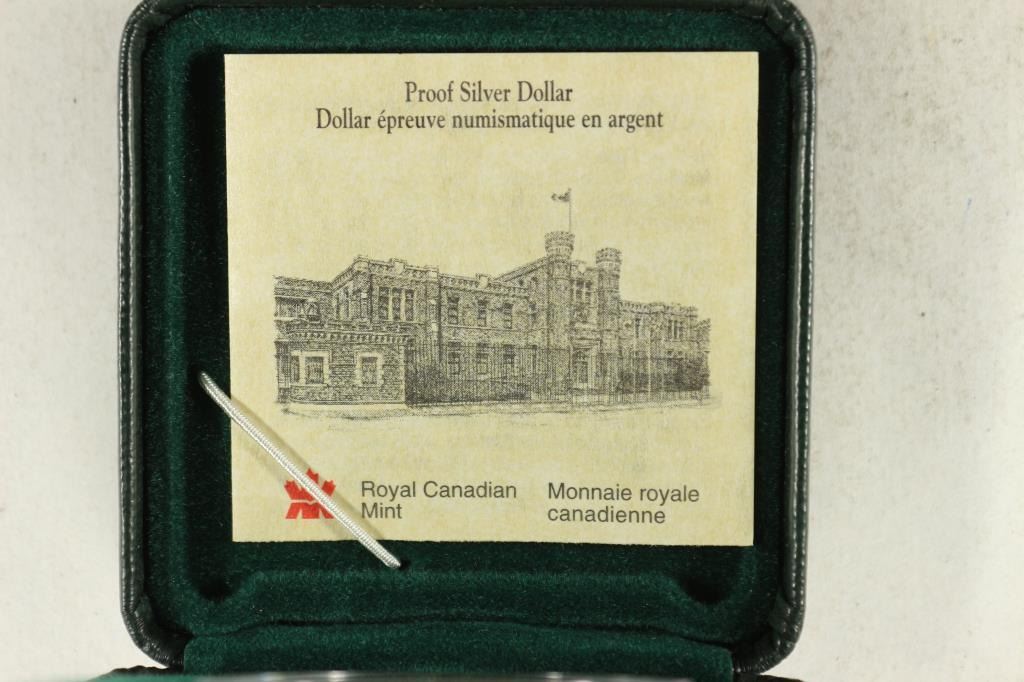 Proof Silver Dollar
Dollar épreuve numismatique en argent
Royal Canadian
Mint
Monnaie royale
canadienne